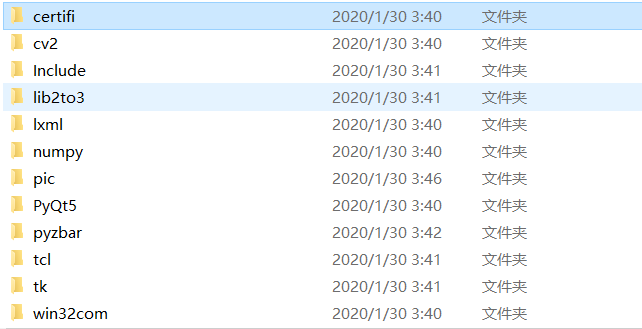 certifi 2020/1/30 3:40 文件夹
cv2 2020/1/30 3:40 文件夹
Include 2020/1/30 3:41 文件夹
lib2to3 2020/1/30 3:41 文件夹
lxml 2020/1/30 3:40 文件夹
numpy 2020/1/30 3:40 文件夹
pic 2020/1/30 3:46 文件夹
PyQt5 2020/1/30 3:40 文件夹
pyzbar 2020/1/30 3:42 文件夹
tcl 2020/1/30 3:41 文件夹
tk 2020/1/30 3:41 文件夹
win32com 2020/1/30 3:40 文件夹